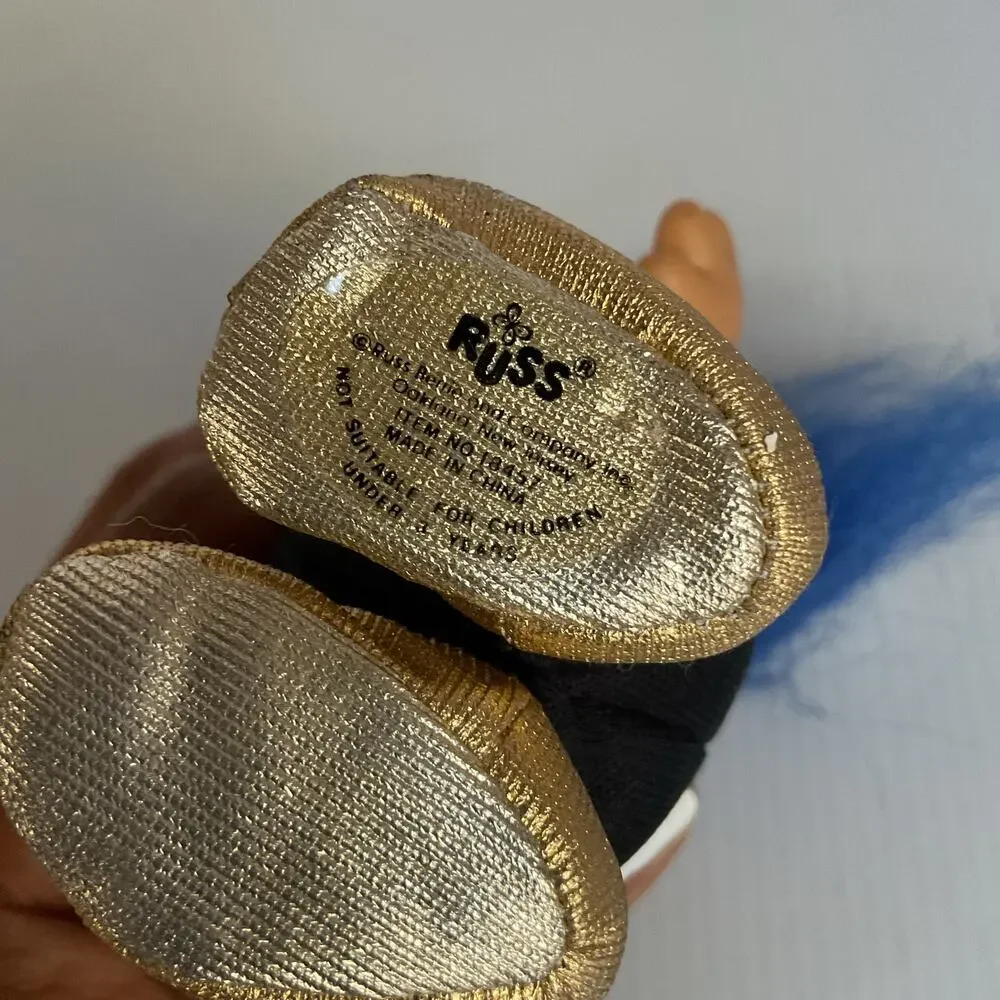 RUSS®
©Russ Berrie and Company Inc.
Oakland, New Jersey
ITEM NO. 18457
MADE IN CHINA
NOT SUITABLE FOR CHILDREN
UNDER 3 YEARS